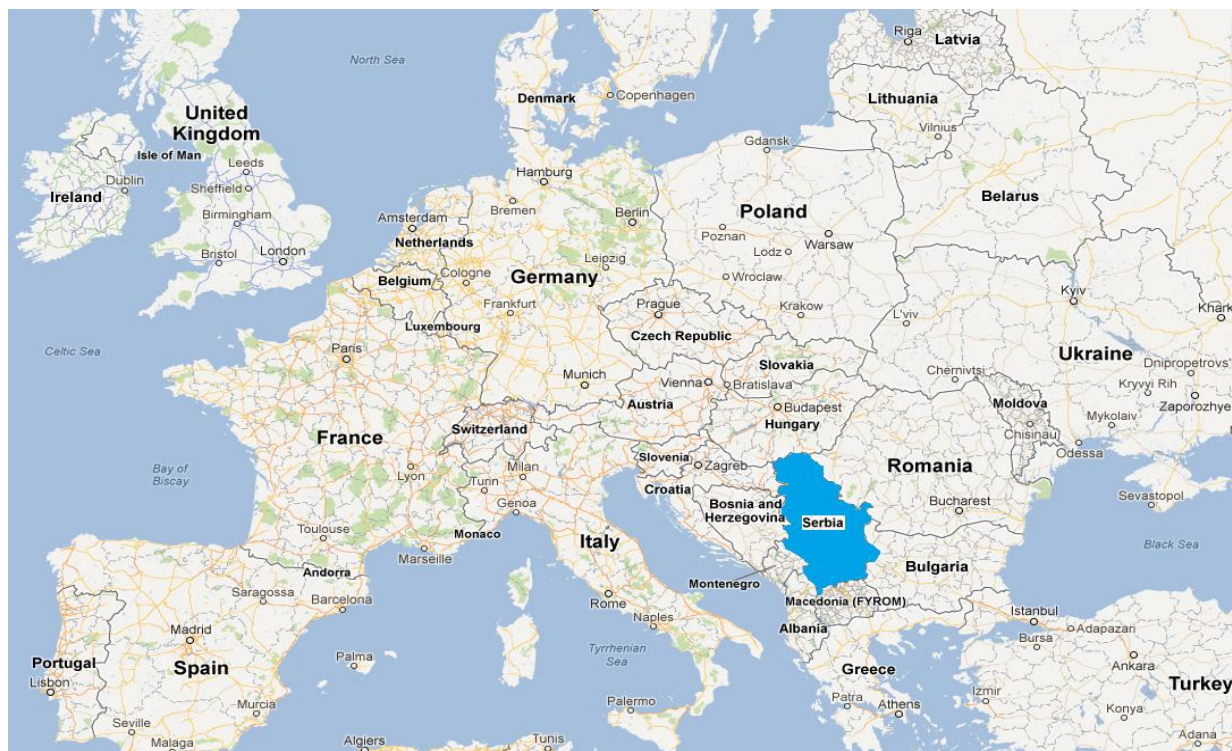 Riga
Latvia
North Sea
Denmark
Copenhagen
Lithuania
Vilnius
United
Kingdom
Isle of Man
Leeds
Dublin
Sheffield
Ireland
Birmingham
Bristol
London
Gdansk
Hamburg
Bremen
Berlin
Amsterdam
Netherlands
Poland
Poznan
Warsaw
Lodz
Belarus
Belgium
Cologne
Germany
Leipzig
Wroclaw
Frankfurt
Luxembourg
Prague
Krakow
Czech Republic
L'viv
Kyiv
Khark
Ukraine
Celtic Sea
Paris
Slovakia
Munich
Vienna
Bratislava
Chernivtsi
Dnipropetrovs
Kryvyi Rih
Zaporozhye
Austria
Budapest
Hungary
Moldova
Chisinau
Mykolaiv
Odessa
Switzerland
France
Bay of
Biscay
Lyon
Milan
Turin
Genoa
Slovenia
Zagreb
Croatia
Romania
Bucharest
Sevastopol
Bosnia and
Herzegovina
Serbia
Toulouse
Monaco
Marseille
Italy
Black Sea
Andorra
Bulgaria
Montenegro
Saragossa
Barcelona
Rome
Macedonia (FYROM)
Naples
Albania
Istanbul
Adapazari
Bursa
Madrid
Palma
Tyrrhenian
Sea
Portugal
Lisbon
Spain
Greece
Ankara
Turkey
Murcia
Palermo
Patra
Athens
Izmir
Konya
Seville
Malaga
Algiers
Tunis
Adana